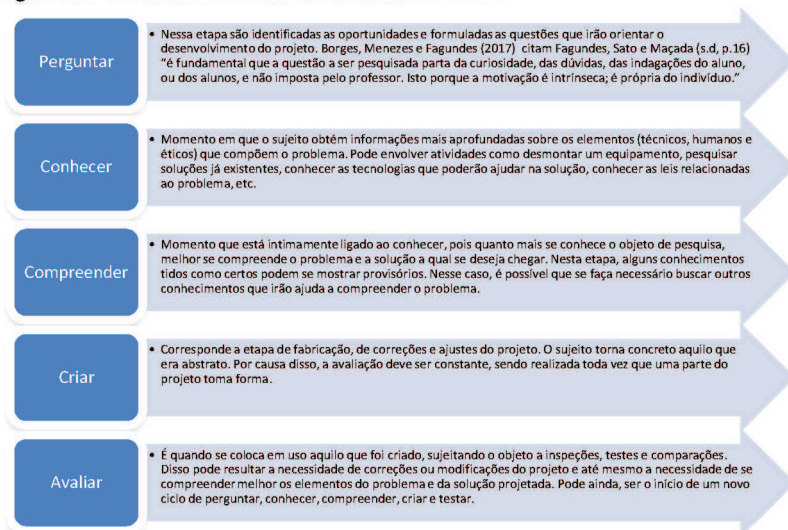 Perguntar
• Nessa etapa são identificadas as oportunidades e formuladas as questões que irão orientar o
desenvolvimento do projeto. Borges, Menezes e Fagundes (2017) citam Fagundes, Sato e Maçada (s.d, p.16)
“é fundamental que a questão a ser pesquisada parta da curiosidade, das dúvidas, das indagações do aluno,
ou dos alunos, e não imposta pelo professor. Isto porque a motivação é intrínseca; é própria do indivíduo.”
Conhecer
• Momento em que o sujeito obtém informações mais aprofundadas sobre os elementos (técnicos, humanos e
éticos) que compõem o problema. Pode envolver atividades como desmontar um equipamento, pesquisar
soluções já existentes, conhecer as tecnologias que poderão ajudar na solução, conhecer as leis relacionadas
ao problema, etc.
Compreender
• Momento que está intimamente ligado ao conhecer, pois quanto mais se conhece o objeto de pesquisa,
melhor se compreende o problema e a solução a qual se deseja chegar. Nesta etapa, alguns conhecimentos
tidos como certos podem se mostrar provisórios. Nesse caso, é possível que se faça necessário buscar outros
conhecimentos que irão ajuda a compreender o problema.
Criar
• Corresponde a etapa de fabricação, de correções e ajustes do projeto. O sujeito torna concreto aquilo que
era abstrato. Por causa disso, a avaliação deve ser constante, sendo realizada toda vez que uma parte do
projeto toma forma.
Avaliar
• É quando se coloca em uso aquilo que foi criado, sujeitando o objeto a inspeções, testes e comparações.
Disso pode resultar a necessidade de correções ou modificações do projeto e até mesmo a necessidade de se
compreender melhor os elementos do problema e da solução projetada. Pode ainda, ser o início de um novo
ciclo de perguntar, conhecer, compreender, criar e testar.